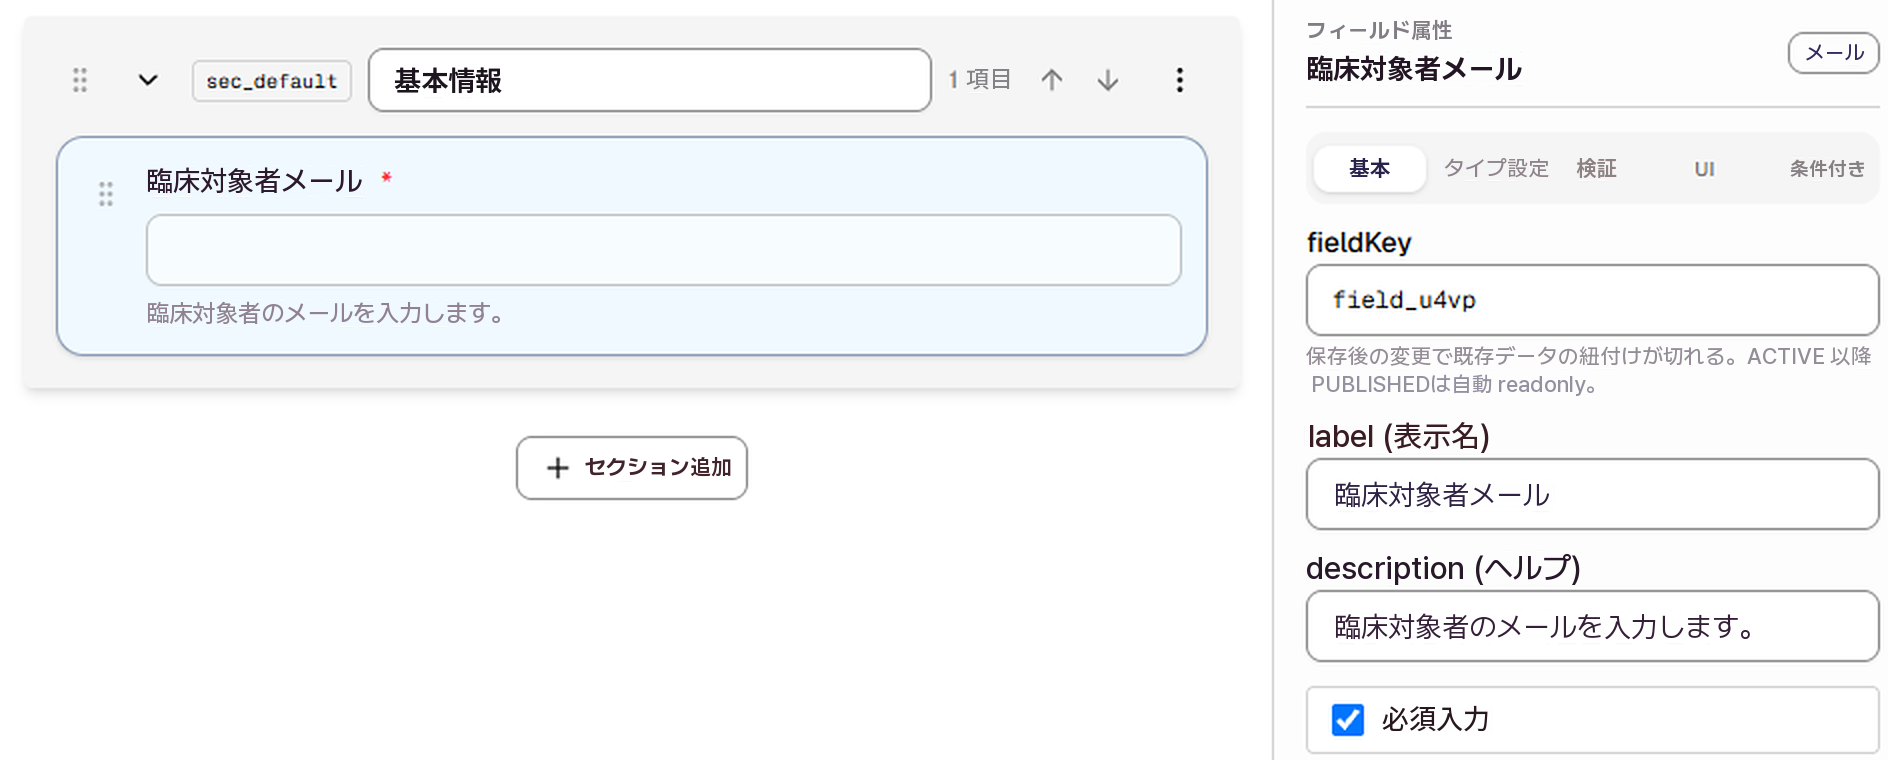 sec_default 基本情報 1 項目
臨床対象者メール *
臨床対象者のメールを入力します。
セクション追加
フィールド属性
臨床対象者メール
メール
基本 タイプ設定 検証 UI 条件付き
fieldKey
field_u4vp
保存後の変更で既存データの紐付けが切れる。ACTIVE 以降
PUBLISHEDは自動 readonly。
label (表示名)
臨床対象者メール
description (ヘルプ)
臨床対象者のメールを入力します。
必須入力